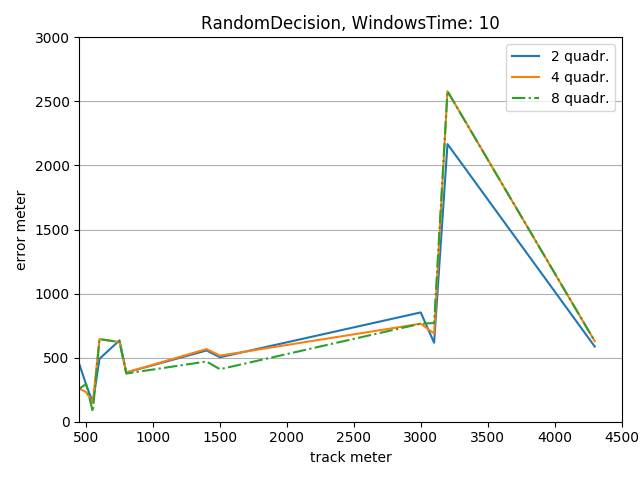 RandomDecision, WindowsTime: 10
3000
2500
2000
1500
1000
500
0
error meter
2 quadr.
4 quadr.
8 quadr.
500 1000 1500 2000 2500 3000 3500 4000 4500
track meter